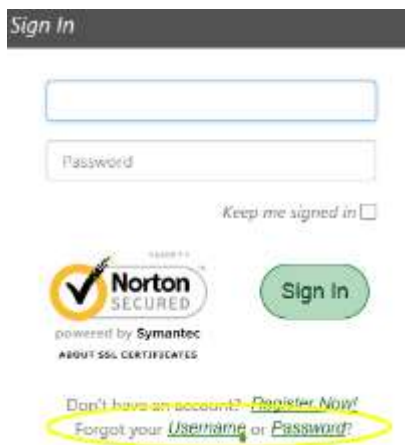 Sign In
Password
Keep me signed in
Norton
SECURED
Sign In
powered by Symantec
ABOUT SSL CERTIFICATES
Don't have an account? Register Now!
Forgot your Username or Password?